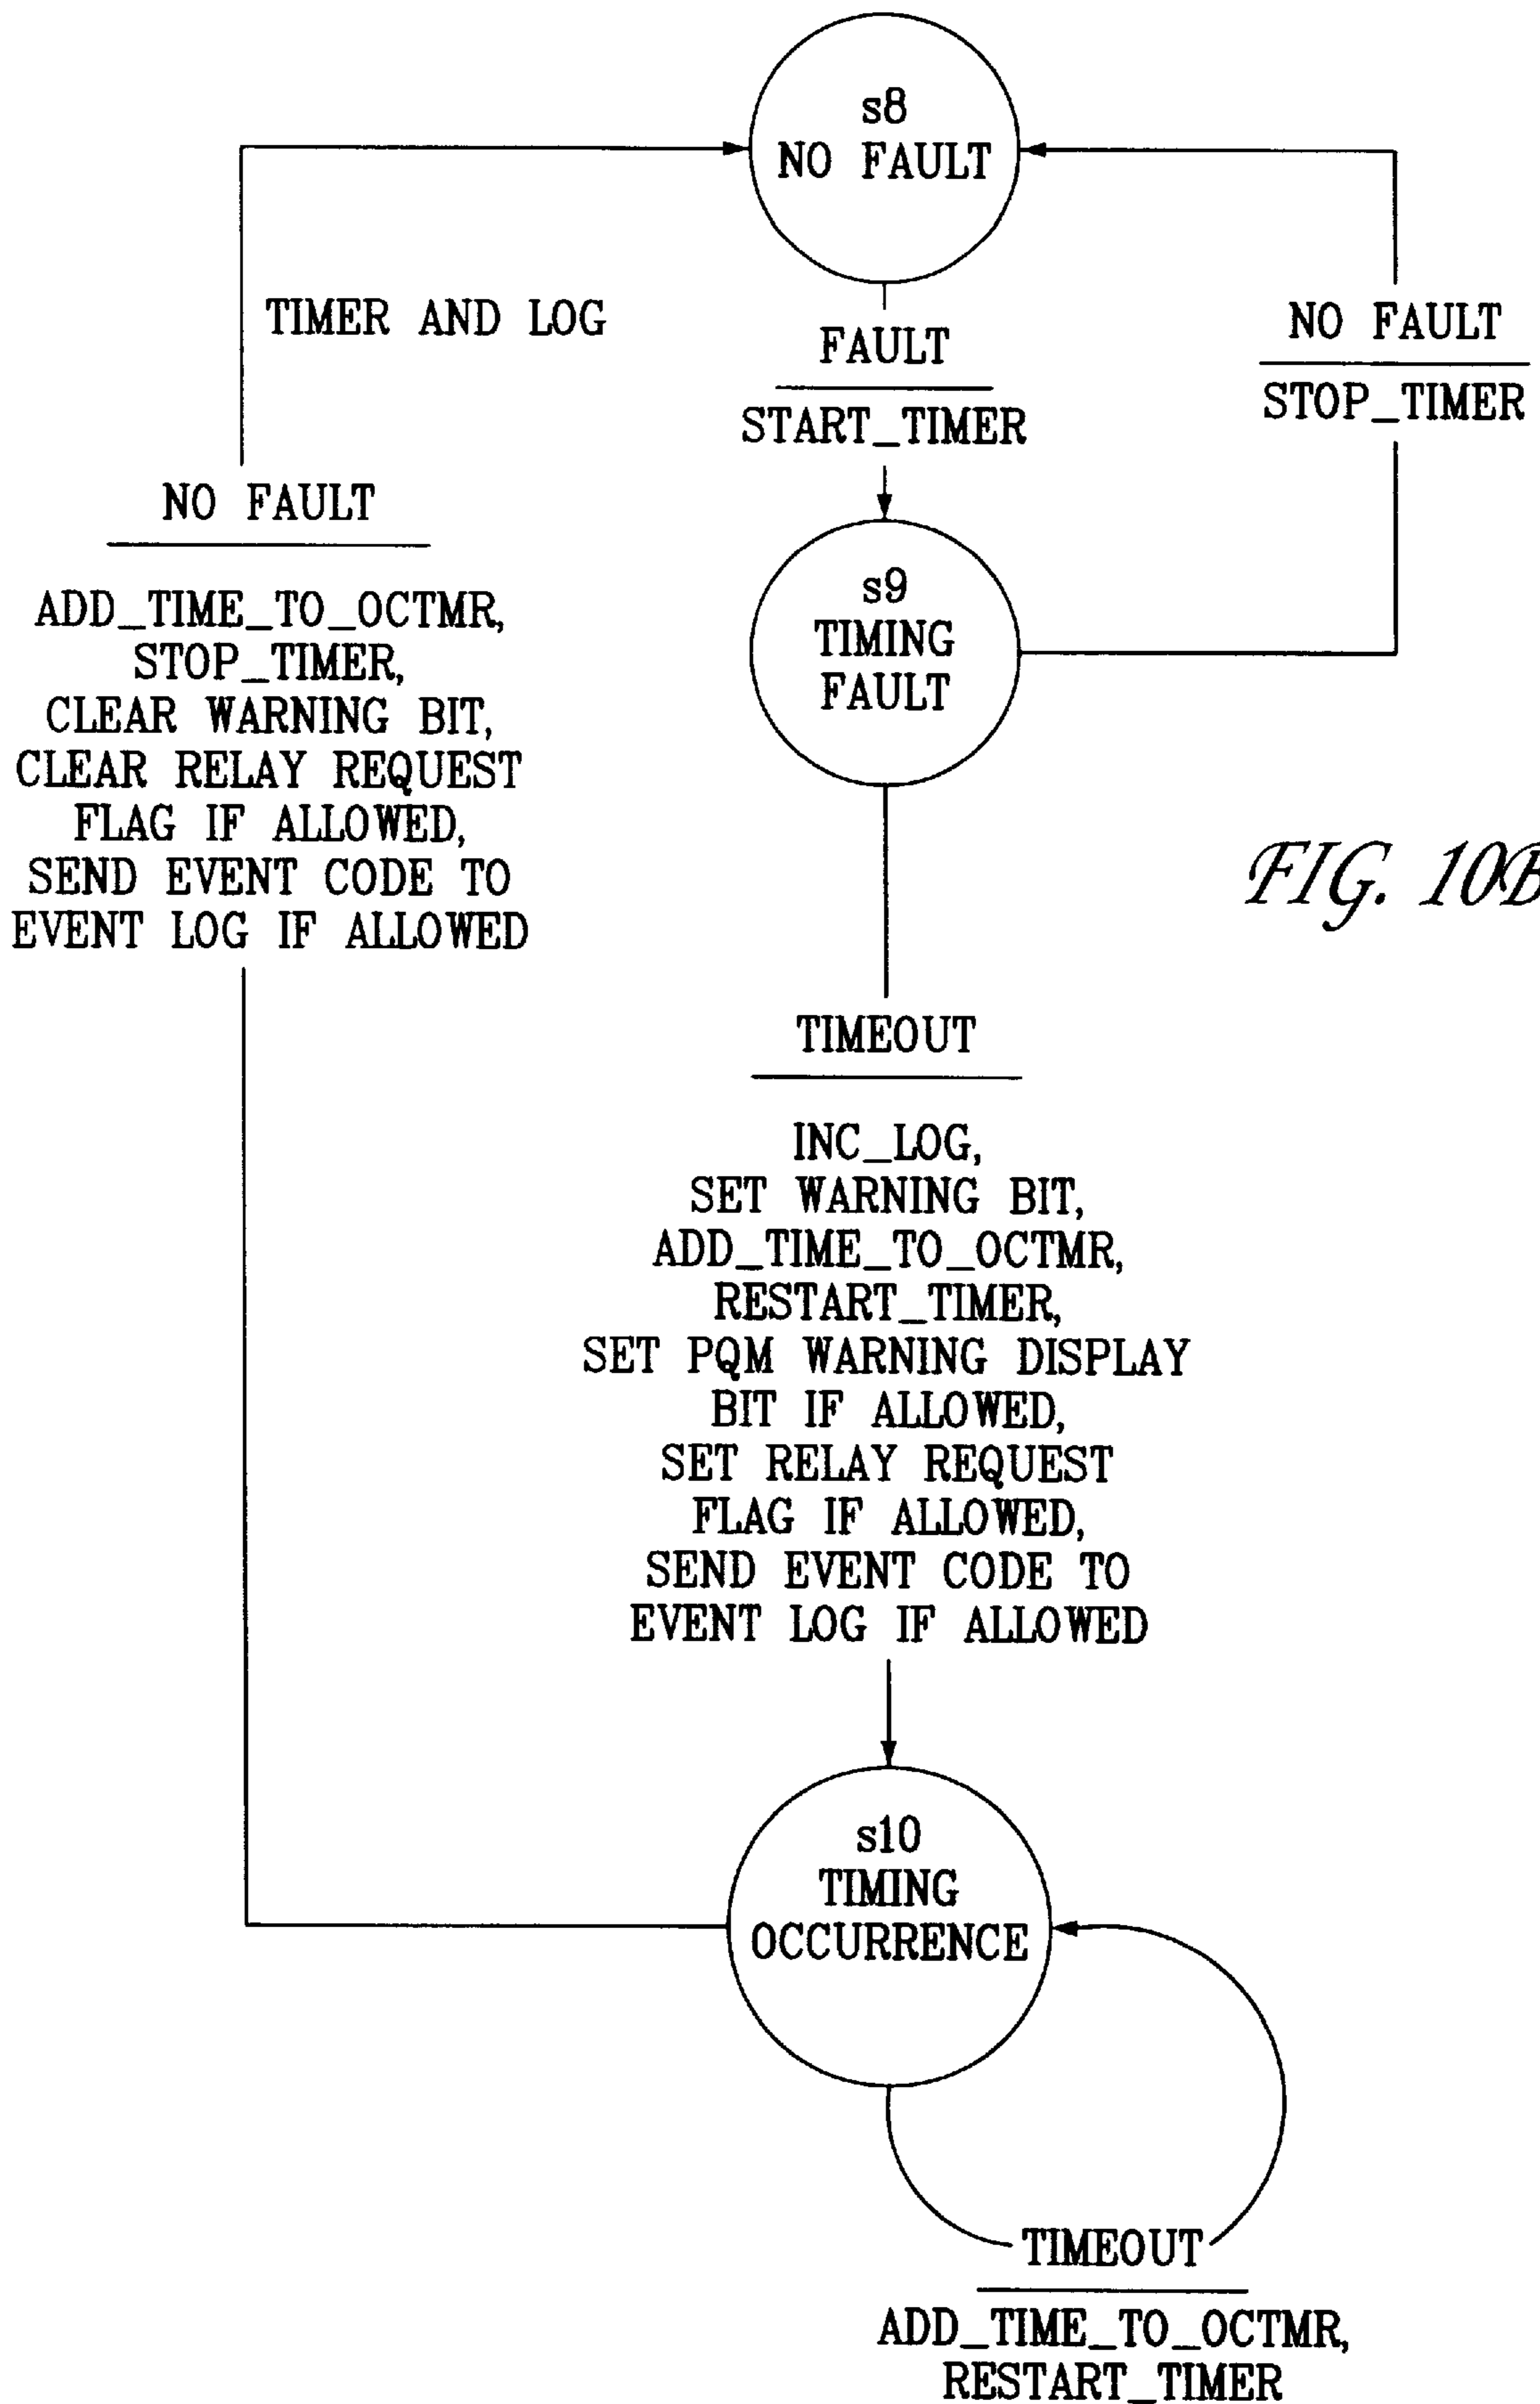 s8
NO FAULT
TIMER AND LOG
FAULT
START_TIMER
NO FAULT
STOP_TIMER
NO FAULT
ADD_TIME_TO_OCTMR,
STOP_TIMER,
CLEAR WARNING BIT,
CLEAR RELAY REQUEST
FLAG IF ALLOWED,
SEND EVENT CODE TO
EVENT LOG IF ALLOWED
s9
TIMING
FAULT
FIG. 10B
TIMEOUT
INC_LOG,
SET WARNING BIT,
ADD_TIME_TO_OCTMR,
RESTART_TIMER,
SET PQM WARNING DISPLAY
BIT IF ALLOWED,
SET RELAY REQUEST
FLAG IF ALLOWED,
SEND EVENT CODE TO
EVENT LOG IF ALLOWED
s10
TIMING
OCCURRENCE
TIMEOUT
ADD_TIME_TO_OCTMR,
RESTART_TIMER